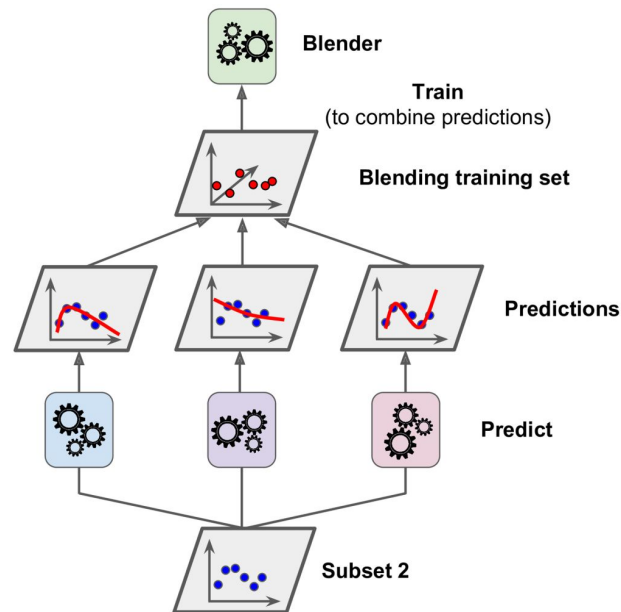 Blender
Train
(to combine predictions)
Blending training set
Predictions
Predict
Subset 2